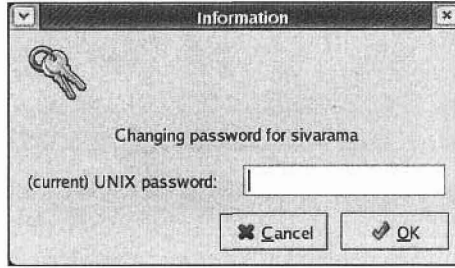 Information
Changing password for sivarama
(current) UNIX password:
Cancel
OK